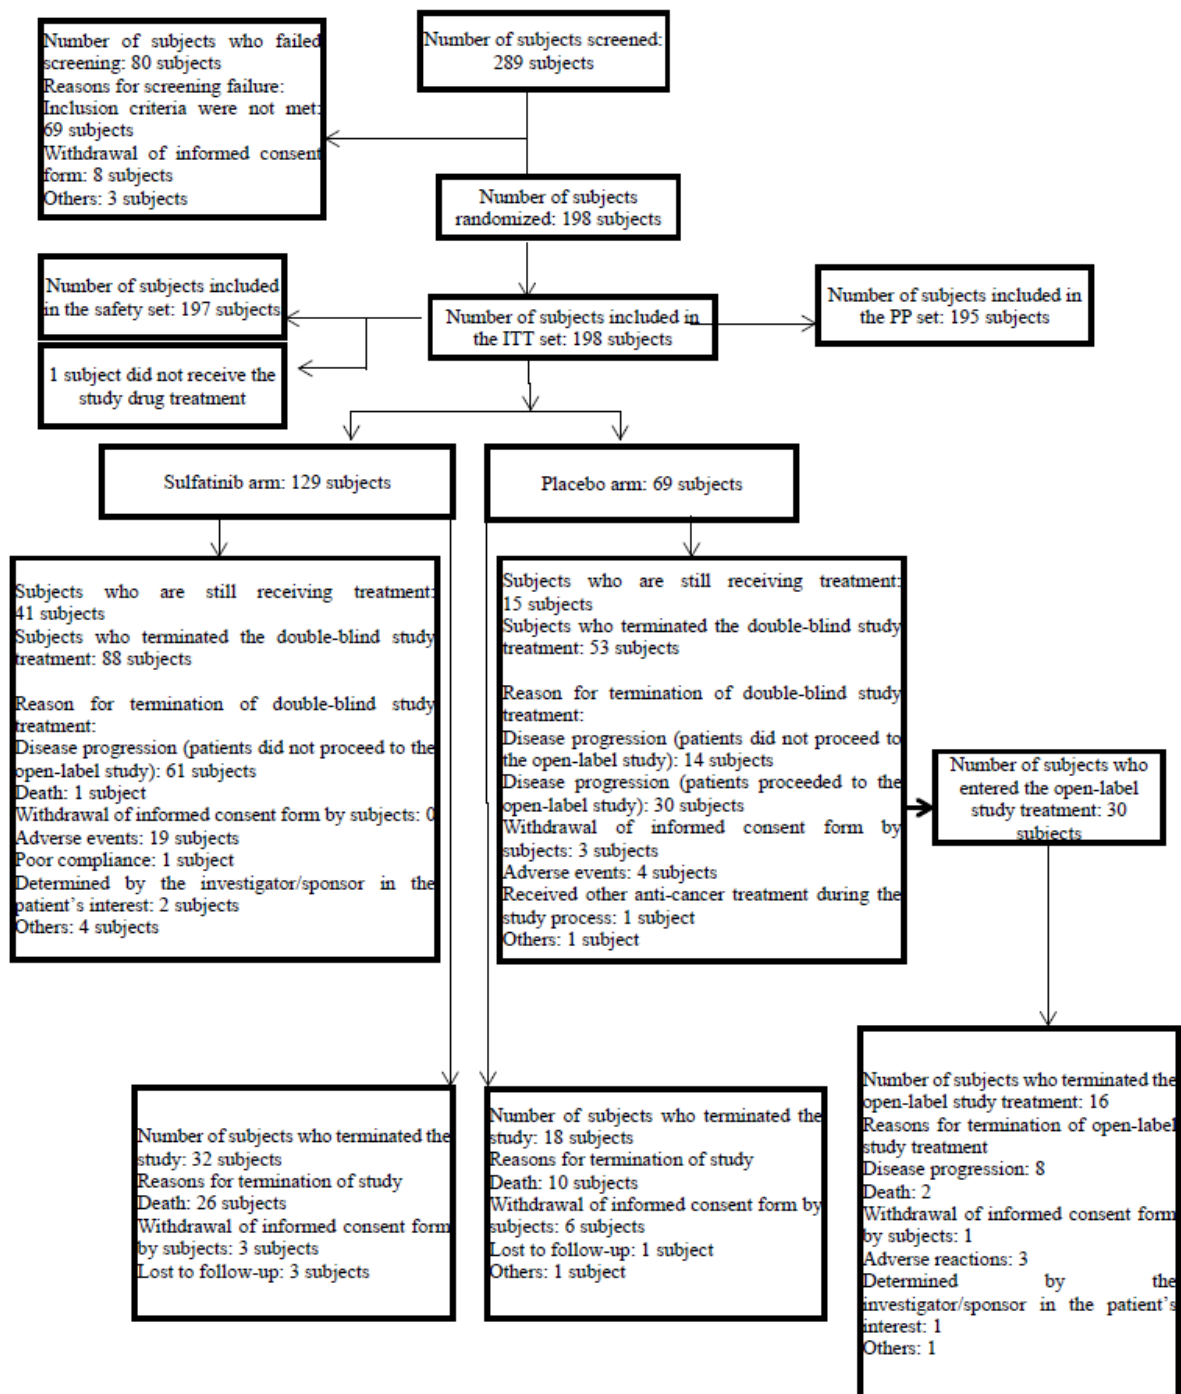 Number of subjects screened:
289 subjects
Number of subjects who failed
screening: 80 subjects
Reasons for screening failure:
Inclusion criteria were not met:
69 subjects
Withdrawal of informed consent
form: 8 subjects
Others: 3 subjects
Number of subjects
randomized: 198 subjects
Number of subjects included
in the safety set: 197 subjects
Number of subjects included in
the ITT set: 198 subjects
Number of subjects included in
the PP set: 195 subjects
1 subject did not receive the
study drug treatment
Sulfatinib arm: 129 subjects
Placebo arm: 69 subjects
Subjects who are still receiving treatment:
41 subjects
Subjects who terminated the double-blind study
treatment: 88 subjects
Reason for termination of double-blind study
treatment:
Disease progression (patients did not proceed to the
open-label study): 61 subjects
Death: 1 subject
Withdrawal of informed consent form by subjects: 0
Adverse events: 19 subjects
Poor compliance: 1 subject
Determined by the investigator/sponsor in the
patient's interest: 2 subjects
Others: 4 subjects
Subjects who are still receiving treatment:
15 subjects
Subjects who terminated the double-blind study
treatment: 53 subjects
Reason for termination of double-blind study
treatment:
Disease progression (patients did not proceed to
the open-label study): 14 subjects
Disease progression (patients proceeded to the
open-label study): 30 subjects
Withdrawal of informed consent form by
subjects: 3 subjects
Adverse events: 4 subjects
Received other anti-cancer treatment during the
study process: 1 subject
Others: 1 subject
Number of subjects who
entered the open-label
study treatment: 30
subjects
Number of subjects who terminated the
study: 32 subjects
Reasons for termination of study
Death: 26 subjects
Withdrawal of informed consent form
by subjects: 3 subjects
Lost to follow-up: 3 subjects
Number of subjects who terminated the
study: 18 subjects
Reasons for termination of study
Death: 10 subjects
Withdrawal of informed consent form by
subjects: 6 subjects
Lost to follow-up: 1 subject
Others: 1 subject
Number of subjects who terminated the
open-label study treatment: 16
Reasons for termination of open-label
study treatment
Disease progression: 8
Death: 2
Withdrawal of informed consent form
by subjects: 1
Adverse reactions: 3
Determined by the
investigator/sponsor in the patient's
interest: 1
Others: 1